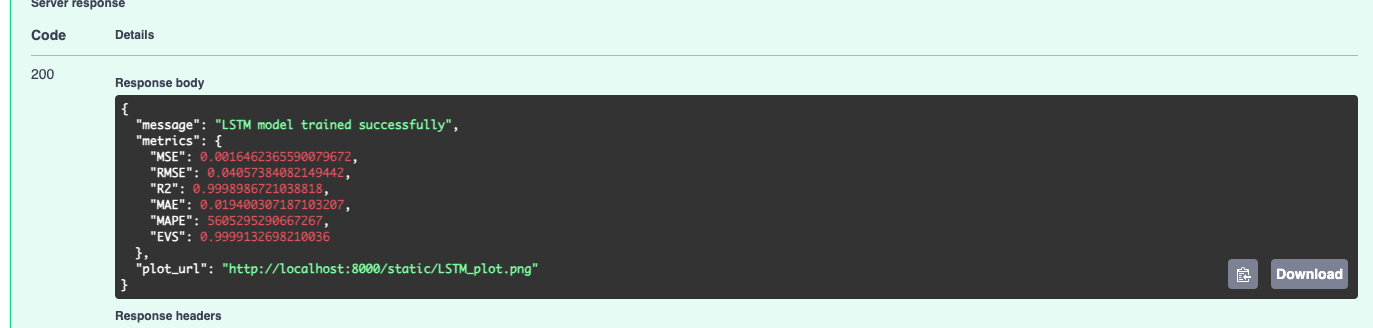 Server response
Code Details
200
Response body
{
"message": "LSTM model trained successfully",
"metrics": {
"MSE": 0.0016462365590079672,
"RMSE": 0.04057384082149442,
"R2": 0.9998986721038818,
"MAE": 0.019400307187103207,
"MAPE": 5605295290667267,
"EVS": 0.9999132698210036
},
"plot_url": "http://localhost:8000/static/LSTM_plot.png"
}
Download
Response headers